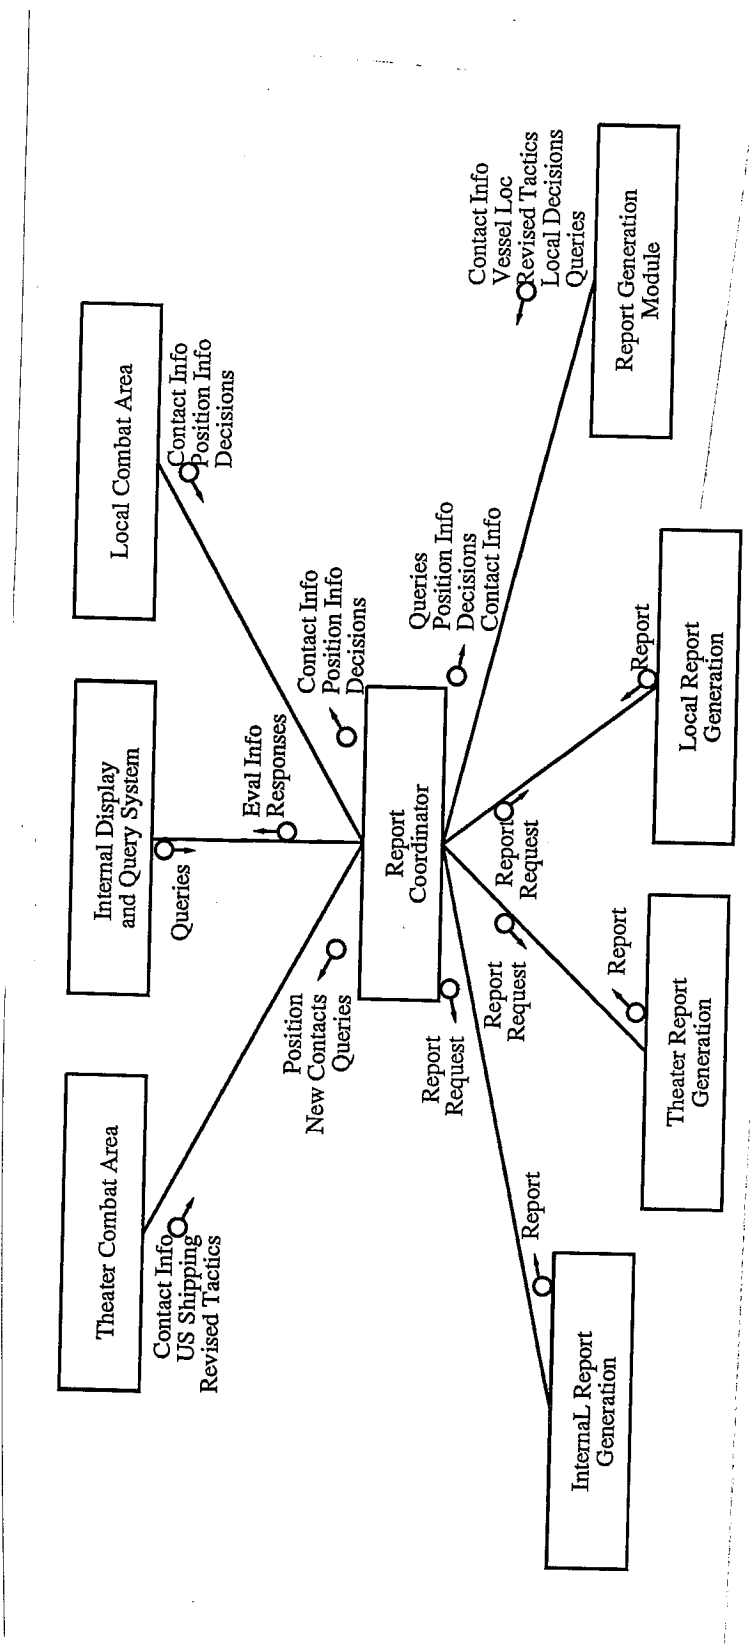 Theater Combat Area
Internal Display
and Query System
Local Combat Area
Contact Info
US Shipping
Revised Tactics
Queries
Contact Info
Position Info
Decisions
Eval Info
Responses
Position
New Contacts
Queries
Contact Info
Position Info
Decisions
Report
Coordinator
Report
Request
Report
Request
Report
Request
Queries
Position Info
Decisions
Contact Info
Contact Info
Vessel Loc
Revised Tactics
Local Decisions
Queries
Report
Report
Report
InternaL Report
Generation
Theater Report
Generation
Local Report
Generation
Report Generation
Module